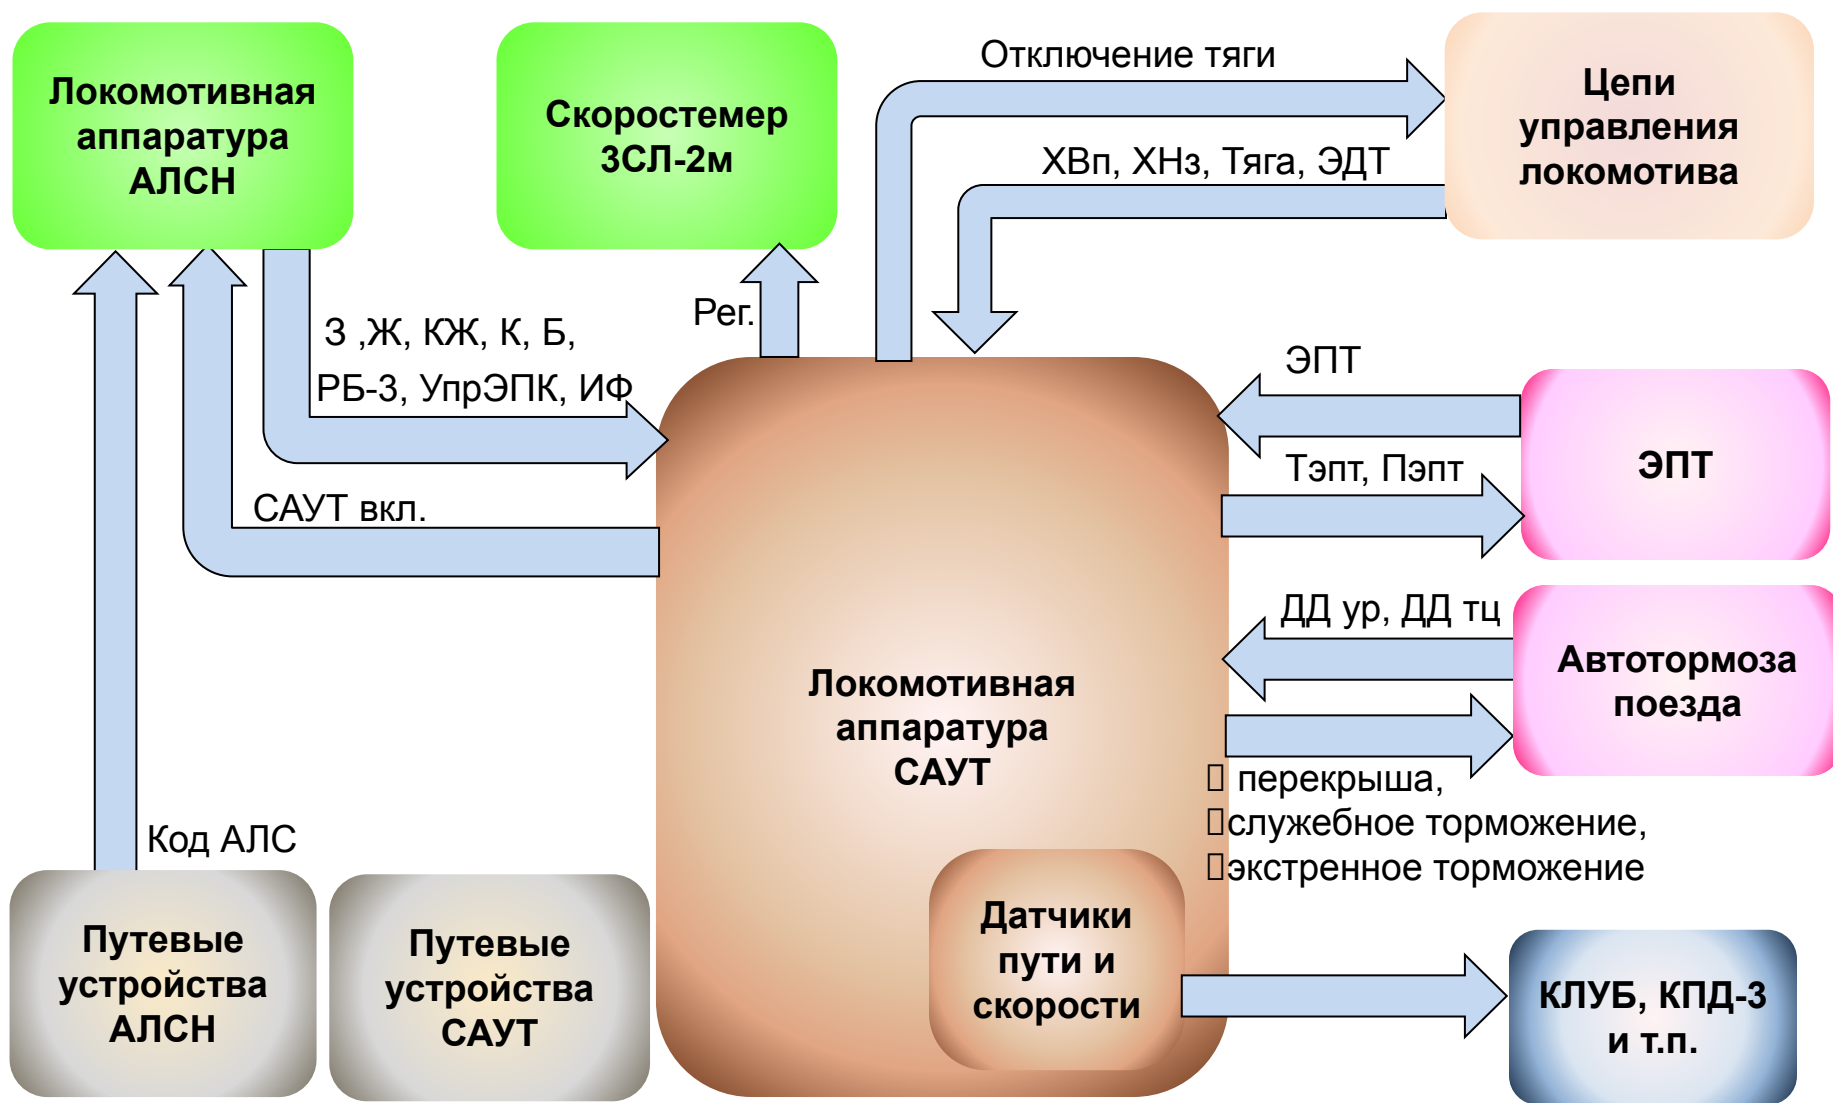 Локомотивная
аппаратура
АЛСН
Скоростемер
3СЛ-2м
Отключение тяги
ХВп, ХНз, Тяга, ЭДТ
Цепи
управления
локомотива
З ,Ж, КЖ, К, Б,
РБ-3, УпрЭПК, ИФ
Рег.
САУТ вкл.
ЭПТ
Тэпт, Пэпт
ЭПТ
ДД ур, ДД тц
Автотормоза
поезда
Локомотивная
аппаратура
САУТ
перекрыша,
служебное торможение,
экстренное торможение
Код АЛС
Путевые
устройства
АЛСН
Путевые
устройства
САУТ
Датчики
пути и
скорости
КЛУБ, КПД-3
и т.п.